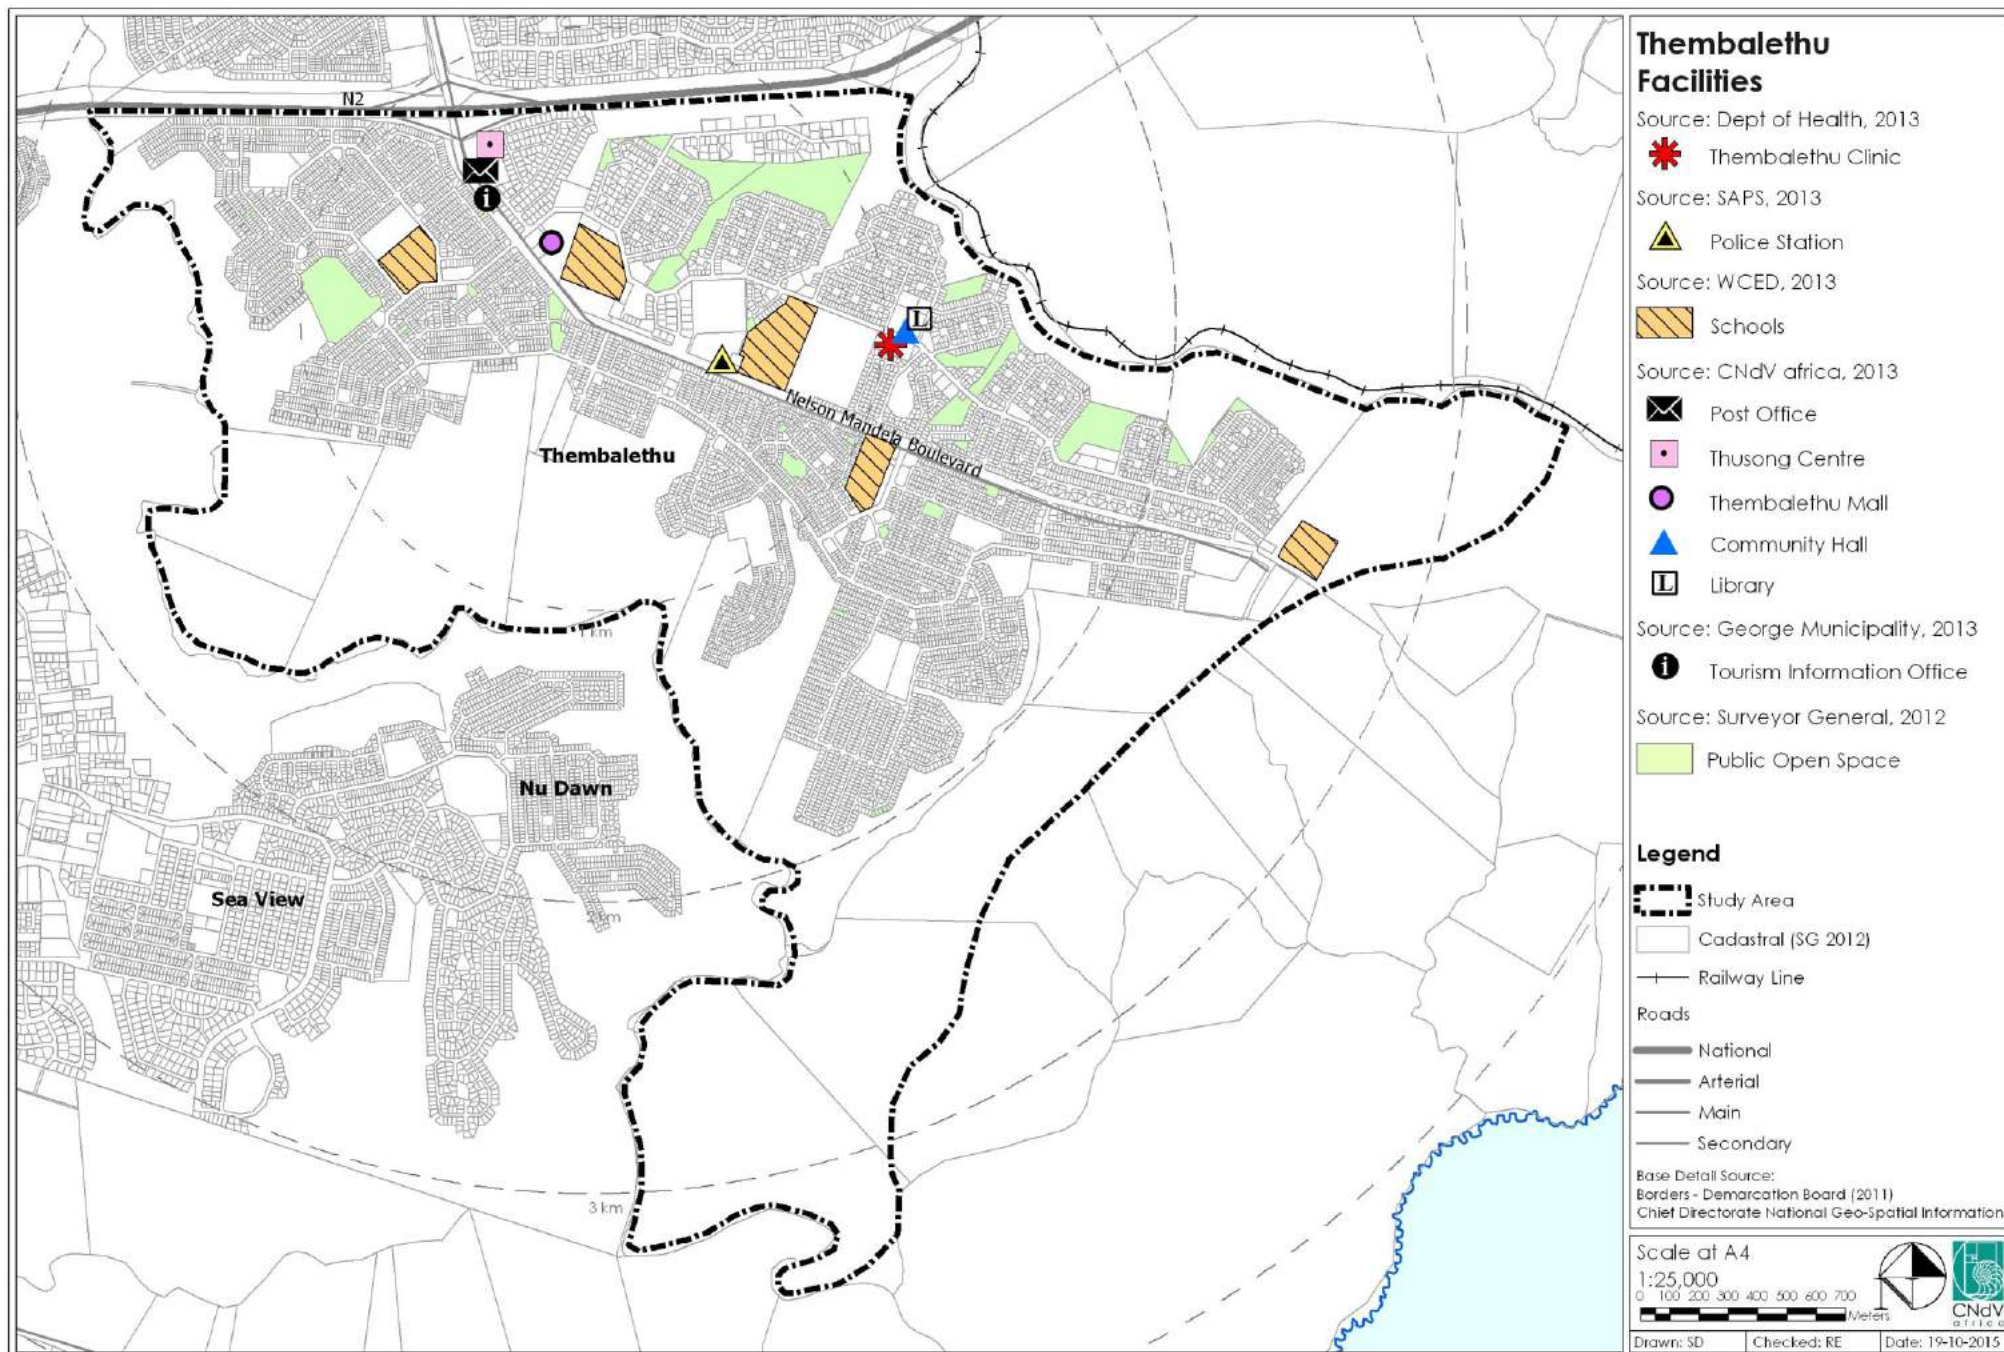 N2
Nelson Mandela Boulevard
Thembalethu
1 km
Nu Dawn
Sea View
2 km
3 km
L
i
Thembalethu
Facilities
Source: Dept of Health, 2013
Thembalethu Clinic
Source: SAPS, 2013
Police Station
Source: WCED, 2013
Schools
Source: CNdV africa, 2013
Post Office
Thusong Centre
Thembalethu Mall
Community Hall
L Library
Source: George Municipality, 2013
i Tourism Information Office
Source: Surveyor General, 2012
Public Open Space
Legend
Study Area
Cadastral (SG 2012)
Railway Line
Roads
National
Arterial
Main
Secondary
Base Detail Source:
Borders - Demarcation Board (2011)
Chief Directorate National Geo-Spatial Information
Scale at A4
1:25,000
0 100 200 300 400 500 600 700
Meters
CNdV
africa
Drawn: SD Checked: RE Date: 19-10-2015